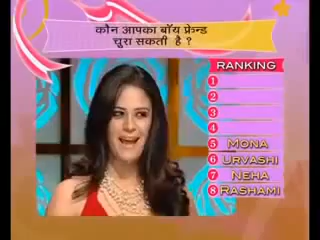 कौन आपका बॉय फ्रेन्ड
चुरा सकती है ?
RANKING
1
2
3
4
5 MONA
6 URVASHI
7 NEHA
8 RASHAMI